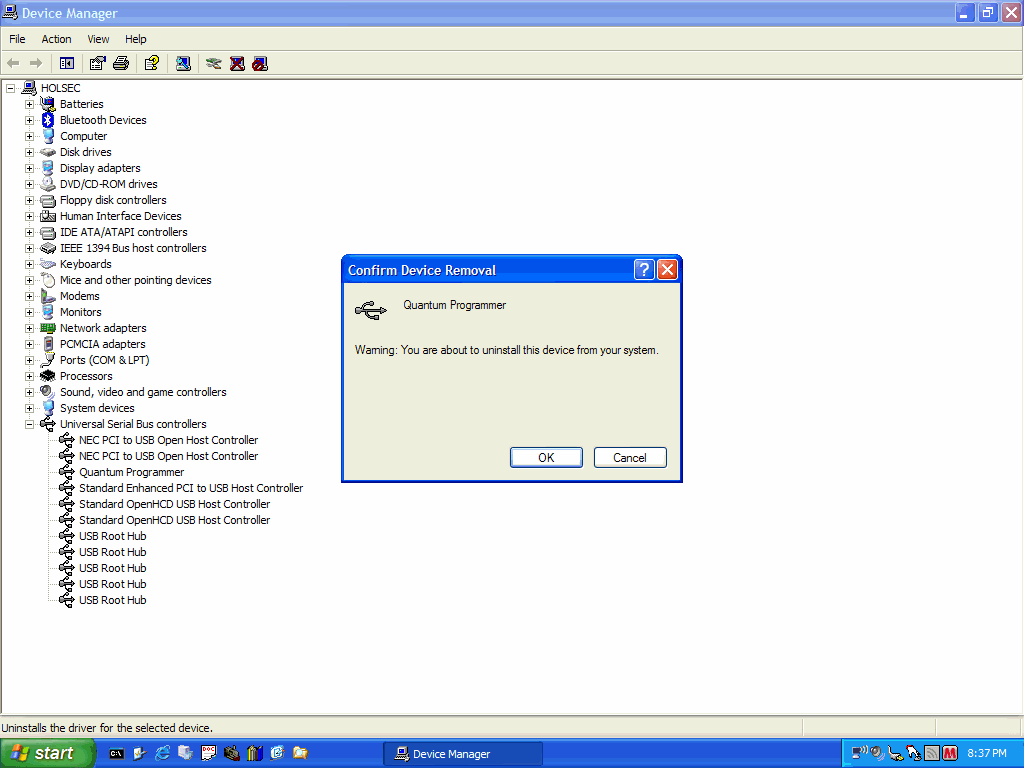 Device Manager
File Action View Help
HOLSEC
Batteries
Bluetooth Devices
Computer
Disk drives
Display adapters
DVD/CD-ROM drives
Floppy disk controllers
Human Interface Devices
IDE ATA/ATAPI controllers
IEEE 1394 Bus host controllers
Keyboards
Mice and other pointing devices
Modems
Monitors
Network adapters
PCMCIA adapters
Ports (COM & LPT)
Processors
Sound, video and game controllers
System devices
Universal Serial Bus controllers
NEC PCI to USB Open Host Controller
NEC PCI to USB Open Host Controller
Quantum Programmer
Standard Enhanced PCI to USB Host Controller
Standard OpenHCD USB Host Controller
Standard OpenHCD USB Host Controller
USB Root Hub
USB Root Hub
USB Root Hub
USB Root Hub
USB Root Hub
Confirm Device Removal
Quantum Programmer
Warning: You are about to uninstall this device from your system.
OK Cancel
Uninstalls the driver for the selected device.
start Device Manager 8:37 PM